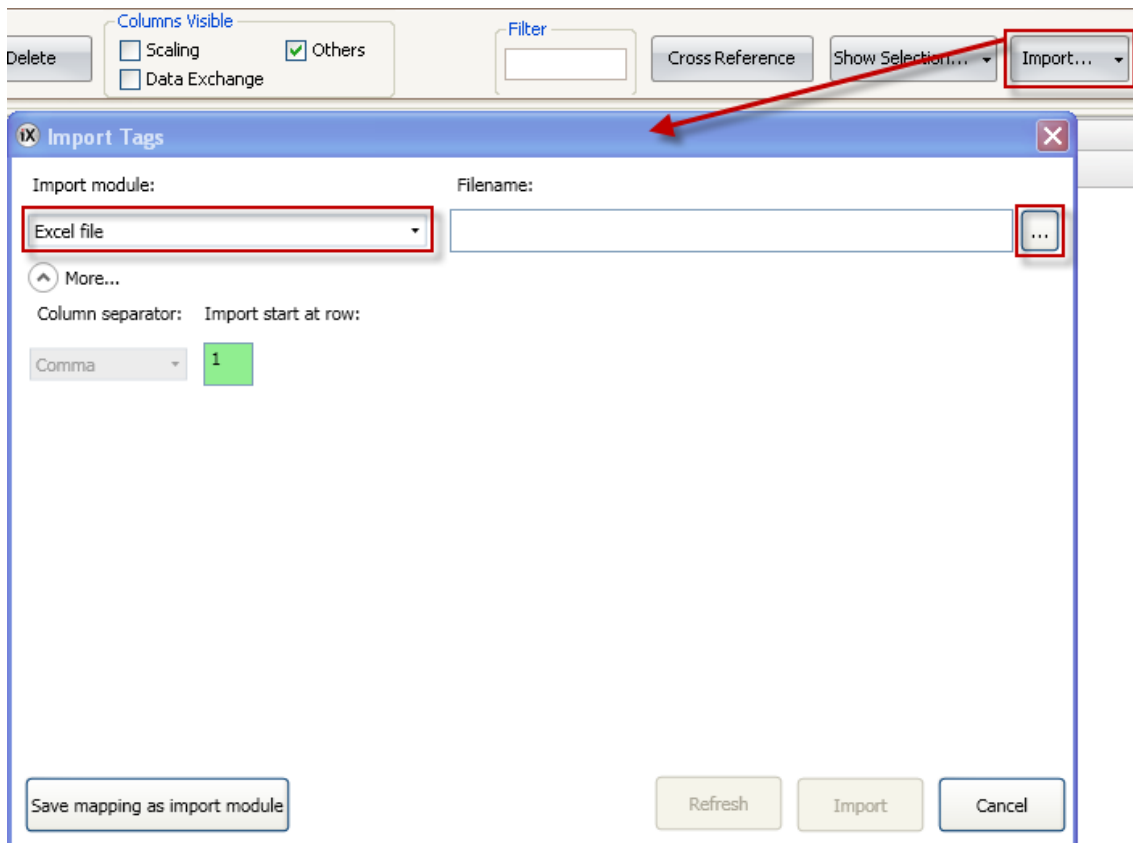 Columns Visible
Filter
Delete
Scaling
Others
Data Exchange
Cross Reference
Show Selection...
Import...
iX Import Tags
Import module:
Filename:
Excel file
...
More...
Column separator:
Import start at row:
Comma
1
Save mapping as import module
Refresh
Import
Cancel